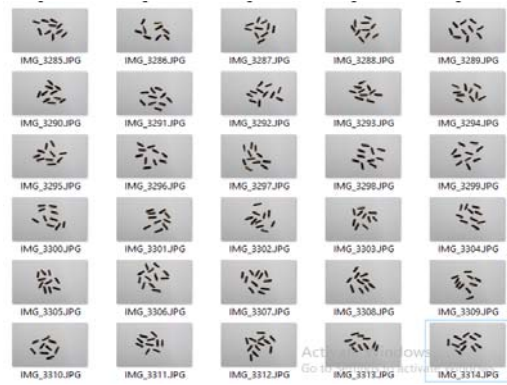 IMG_3285.JPG IMG_3286.JPG IMG_3287.JPG IMG_3288.JPG IMG_3289.JPG
IMG_3290.JPG IMG_3291.JPG IMG_3292.JPG IMG_3293.JPG IMG_3294.JPG
IMG_3295.JPG IMG_3296.JPG IMG_3297.JPG IMG_3298.JPG IMG_3299.JPG
IMG_3300.JPG IMG_3301.JPG IMG_3302.JPG IMG_3303.JPG IMG_3304.JPG
IMG_3305.JPG IMG_3306.JPG IMG_3307.JPG IMG_3308.JPG IMG_3309.JPG
Windows
Go to
IMG_3310.JPG IMG_3311.JPG IMG_3312.JPG IMG_3313.JPG IMG_3314.JPG